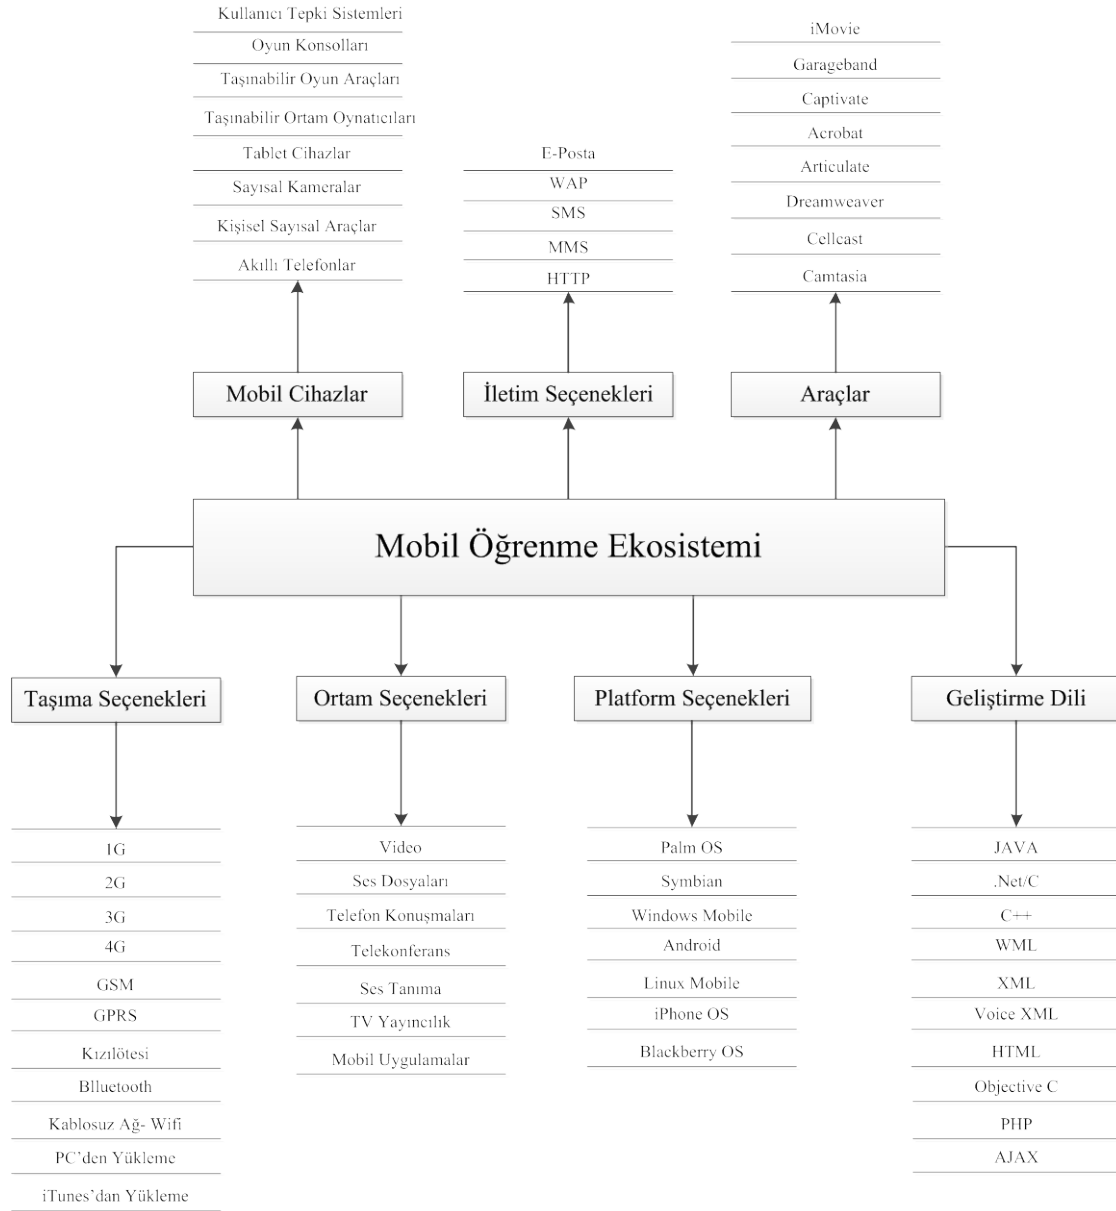 Kullanıcı Tepki Sistemleri
Oyun Konsolları
Taşınabilir Oyun Araçları
Taşınabilir Ortam Oynatıcıları
Tablet Cihazlar
Sayısal Kameralar
Kişisel Sayısal Araçlar
Akıllı Telefonlar
E-Posta
WAP
SMS
MMS
HTTP
iMovie
Garageband
Captivate
Acrobat
Articulate
Dreamweaver
Cellcast
Camtasia
Mobil Cihazlar
İletim Seçenekleri
Araçlar
Mobil Öğrenme Ekosistemi
Taşıma Seçenekleri
Ortam Seçenekleri
Platform Seçenekleri
Geliştirme Dili
1G
2G
3G
4G
GSM
GPRS
Kızılötesi
Blluetooth
Kablosuz Ağ- Wifi
PC’den Yükleme
iTunes’dan Yükleme
Video
Ses Dosyaları
Telefon Konuşmaları
Telekonferans
Ses Tanıma
TV Yayıncılık
Mobil Uygulamalar
Palm OS
Symbian
Windows Mobile
Android
Linux Mobile
iPhone OS
Blackberry OS
JAVA
.Net/C
C++
WML
XML
Voice XML
HTML
Objective C
PHP
AJAX